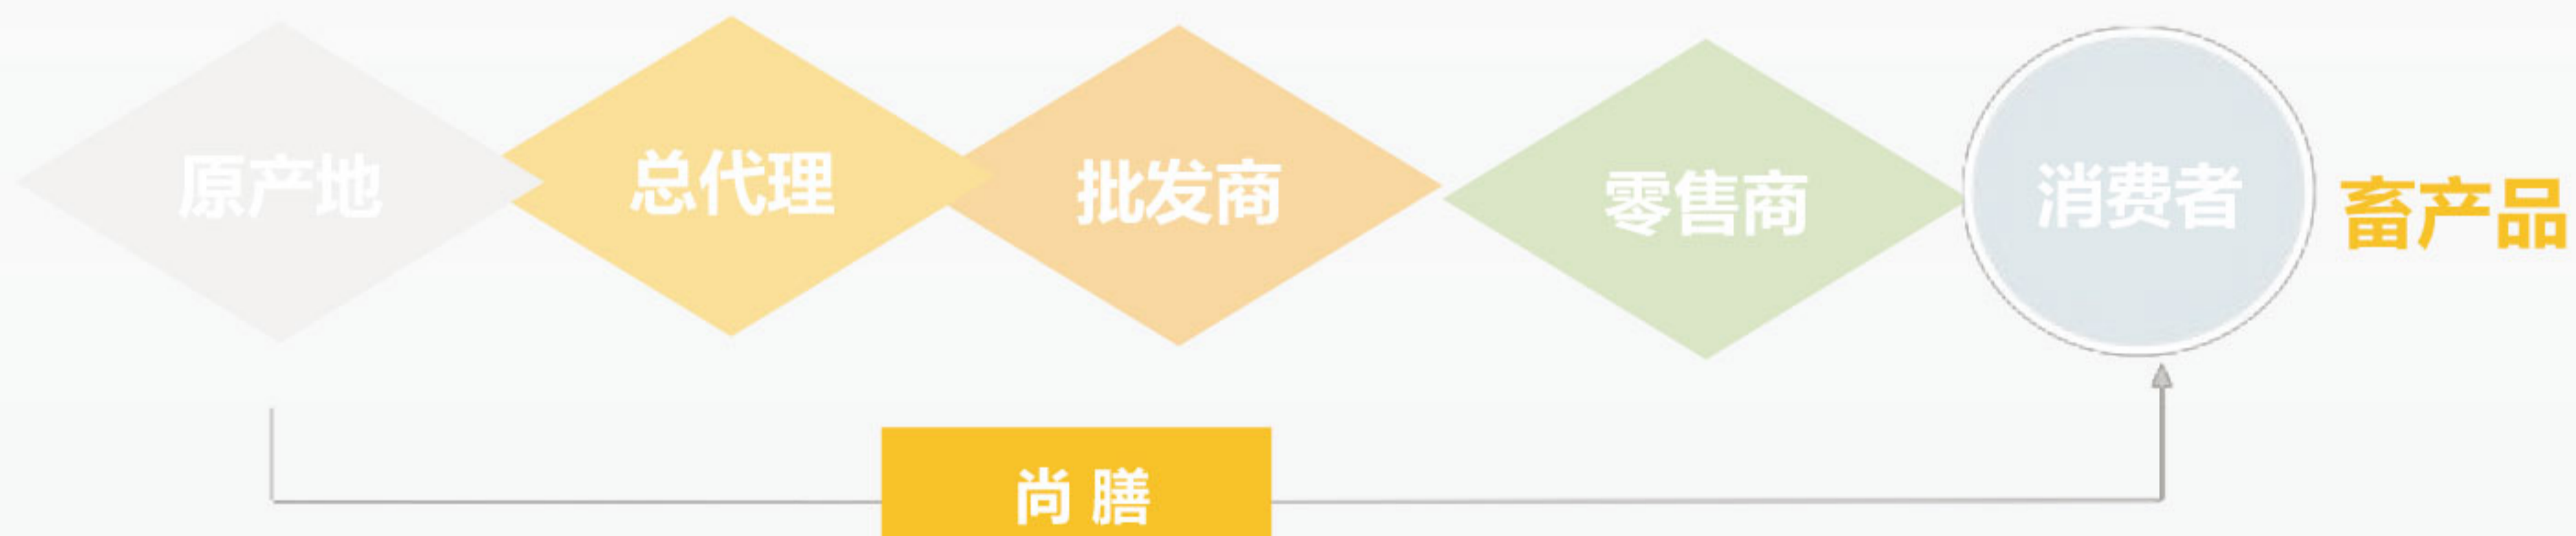 原产地
总代理
批发商
零售商
消费者
畜产品
尚膳